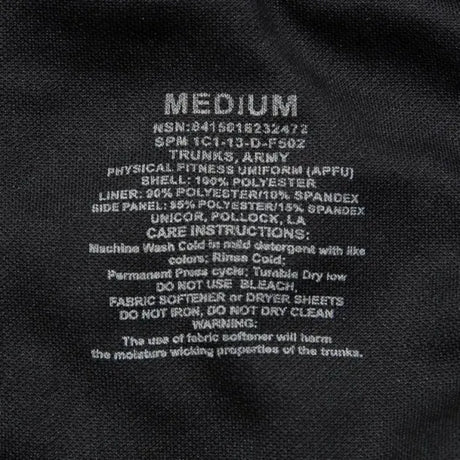 MEDIUM
NSN:8415016232472
SPM 1C1-13-D-F502
TRUNKS, ARMY
PHYSICAL FITNESS UNIFORM (APFU)
SHELL: 100% POLYESTER
LINER: 90% POLYESTER/10% SPANDEX
SIDE PANEL: 85% POLYESTER/15% SPANDEX
UNICOR, POLLOCK, LA
CARE INSTRUCTIONS:
Machine Wash Cold in mild detergent with like
colors; Rinse Cold;
Permanent Press cycle; Tumble Dry low
DO NOT USE BLEACH,
FABRIC SOFTENER or DRYER SHEETS
DO NOT IRON, DO NOT DRY CLEAN
WARNING:
The use of fabric softener will harm
the moisture wicking properties of the trunks.